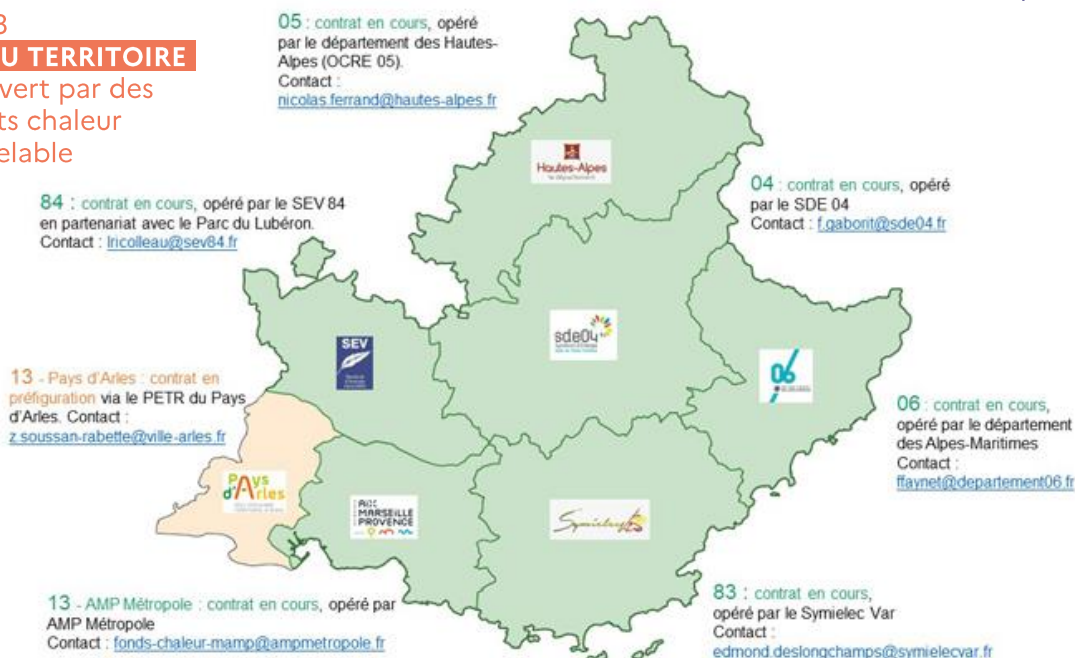 3
U TERRITOIRE
vert par des
ts chaleur
elable
05 : contrat en cours, opéré
par le département des Hautes-
Alpes (OCRE 05).
Contact :
nicolas.ferrand@hautes-alpes.fr
Hautes-Alpes
le département
84 : contrat en cours, opéré par le SEV 84
en partenariat avec le Parc du Lubéron.
Contact : lricolleau@sev84.fr
04 : contrat en cours, opéré
par le SDE 04
Contact : f.gaborit@sde04.fr
SEV
sde04
06
13 - Pays d'Arles : contrat en
préfiguration via le PETR du Pays
d'Arles. Contact :
z.soussan-rabette@ville-arles.fr
06 : contrat en cours,
opéré par le département
des Alpes-Maritimes
Contact :
ffaynet@departement06.fr
Pays
d'Arles
MARSEILLE
PROVENCE
Symielec
13 - AMP Métropole : contrat en cours, opéré par
AMP Métropole
Contact : fonds-chaleur-mamp@ampmetropole.fr
83 : contrat en cours,
opéré par le Symielec Var
Contact :
edmond.deslongchamps@symielecvar.fr